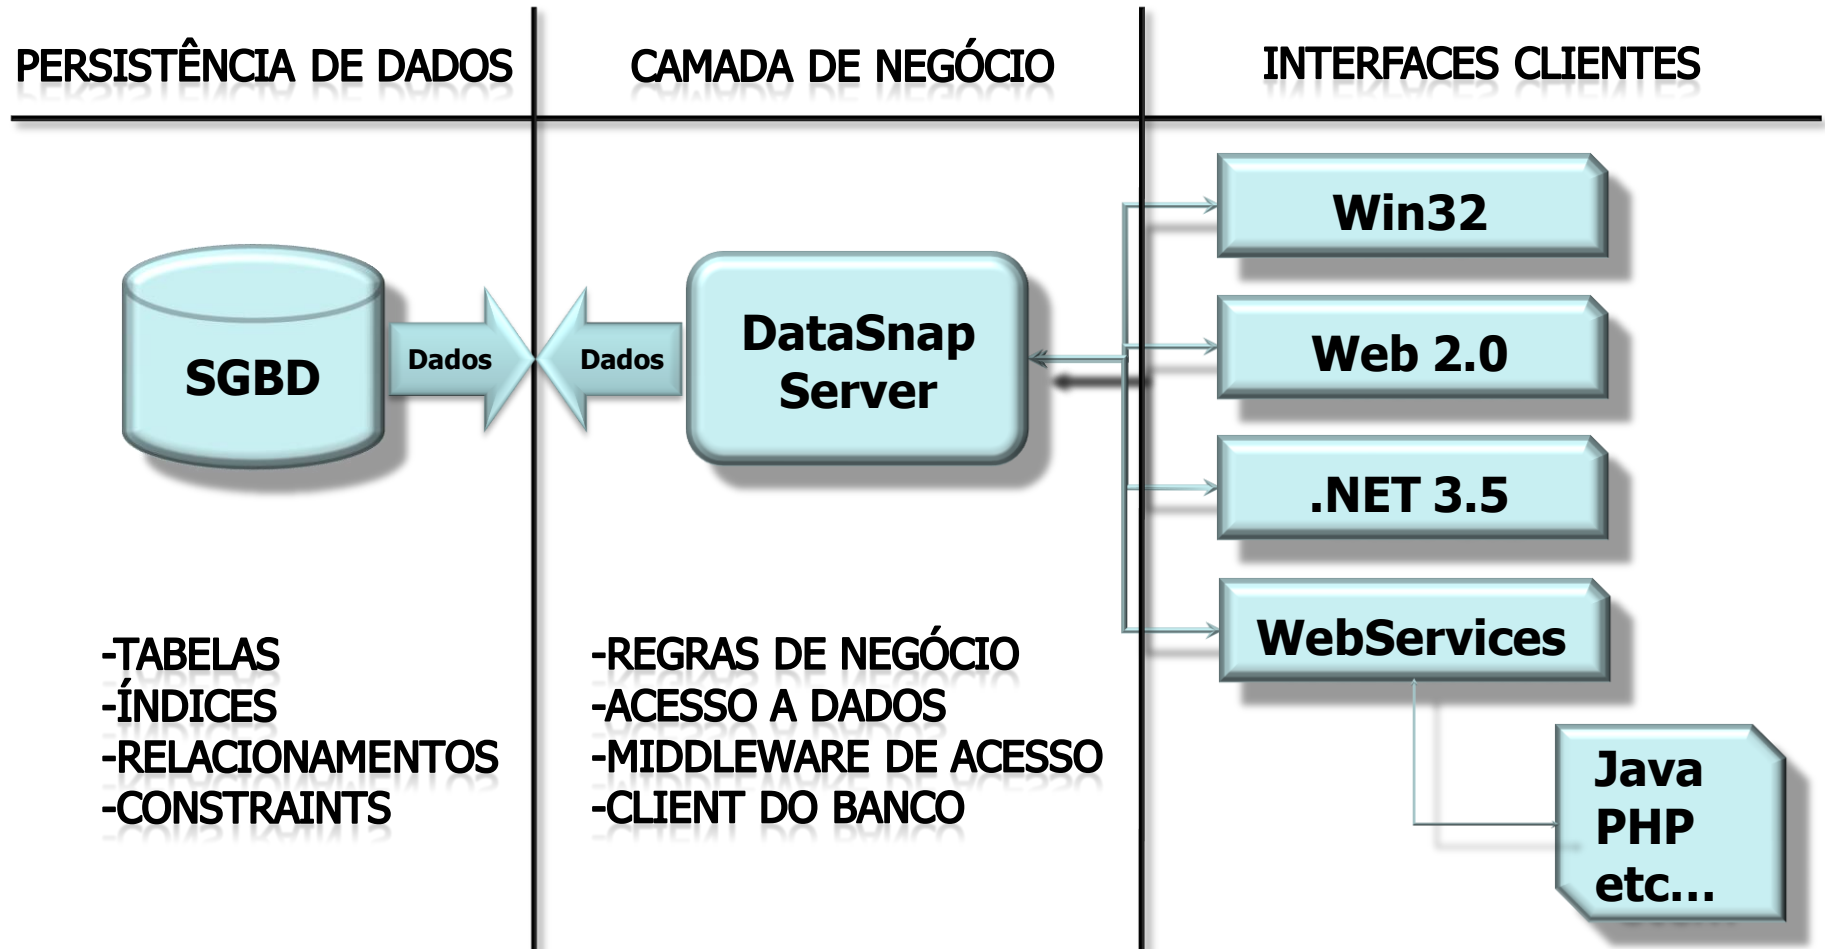 PERSISTÊNCIA DE DADOS
CAMADA DE NEGÓCIO
INTERFACES CLIENTES
SGBD
Dados
Dados
DataSnap
Server
Win32
Web 2.0
.NET 3.5
WebServices
Java
PHP
etc...
-TABELAS
-ÍNDICES
-RELACIONAMENTOS
-CONSTRAINTS
-REGRAS DE NEGÓCIO
-ACESSO A DADOS
-MIDDLEWARE DE ACESSO
-CLIENT DO BANCO